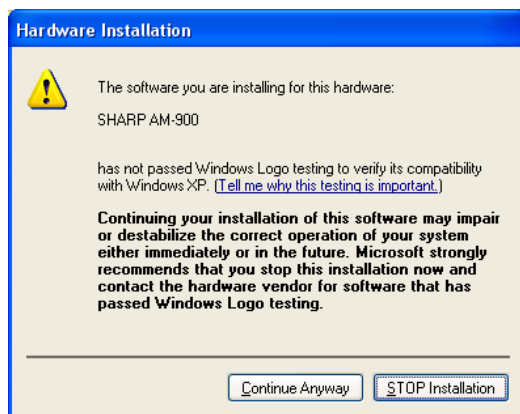 Hardware Installation
The software you are installing for this hardware:
SHARP AM-900
has not passed Windows Logo testing to verify its compatibility
with Windows XP. (Tell me why this testing is important.)
Continuing your installation of this software may impair
or destabilize the correct operation of your system
either immediately or in the future. Microsoft strongly
recommends that you stop this installation now and
contact the hardware vendor for software that has
passed Windows Logo testing.
Continue Anyway
STOP Installation